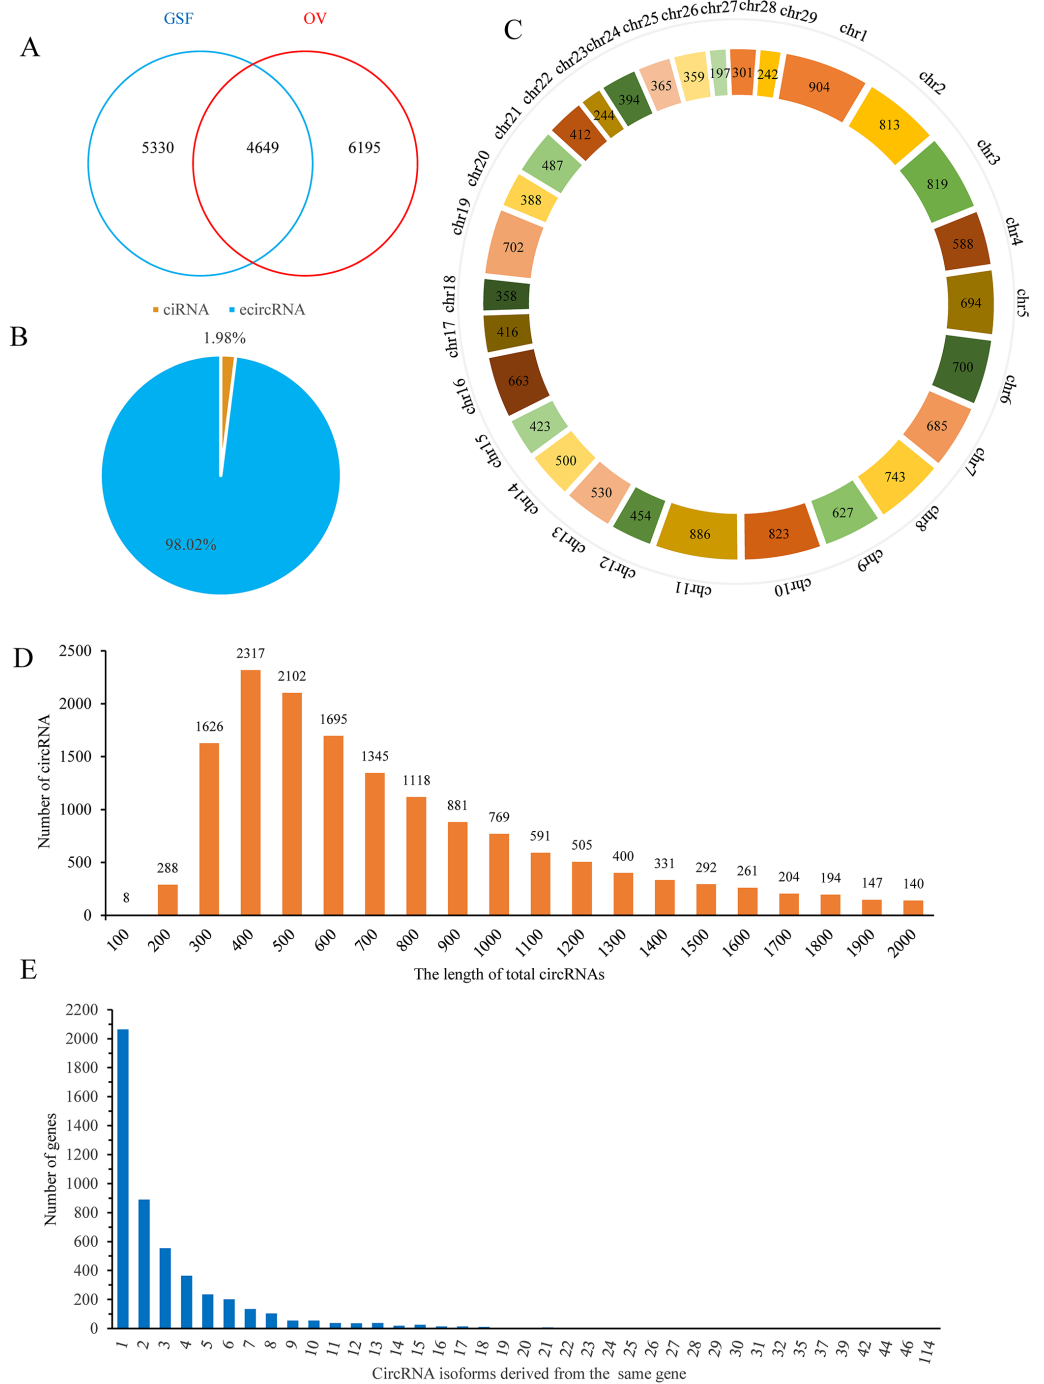 A
GSF
OV
5330
4649
6195
B
ciRNA
ecircRNA
1.98%
98.02%
C
chr1
chr2
chr3
chr4
chr5
chr6
chr7
chr8
chr9
chr10
chr11
chr12
chr13
chr14
chr15
chr16
chr17
chr18
chr19
chr20
chr21
chr22
chr23
chr24
chr25
chr26
chr27
chr28
chr29
904
813
819
588
694
700
685
743
627
823
886
454
530
500
423
663
416
358
702
388
487
412
244
394
365
359
197
301
242
D
Number of circRNA
2500
2000
1500
1000
500
0
8
288
1626
2317
2102
1695
1345
1118
881
769
591
505
400
331
292
261
204
194
147
140
100 200 300 400 500 600 700 800 900 1000 1100 1200 1300 1400 1500 1600 1700 1800 1900 2000
The length of total circRNAs
E
Number of genes
2200
2000
1800
1600
1400
1200
1000
800
600
400
200
0
1 2 3 4 5 6 7 8 9 10 11 12 13 14 15 16 17 18 19 20 21 22 23 24 25 26 27 28 29 30 31 32 35 37 39 42 44 46 114
CircRNA isoforms derived from the same gene